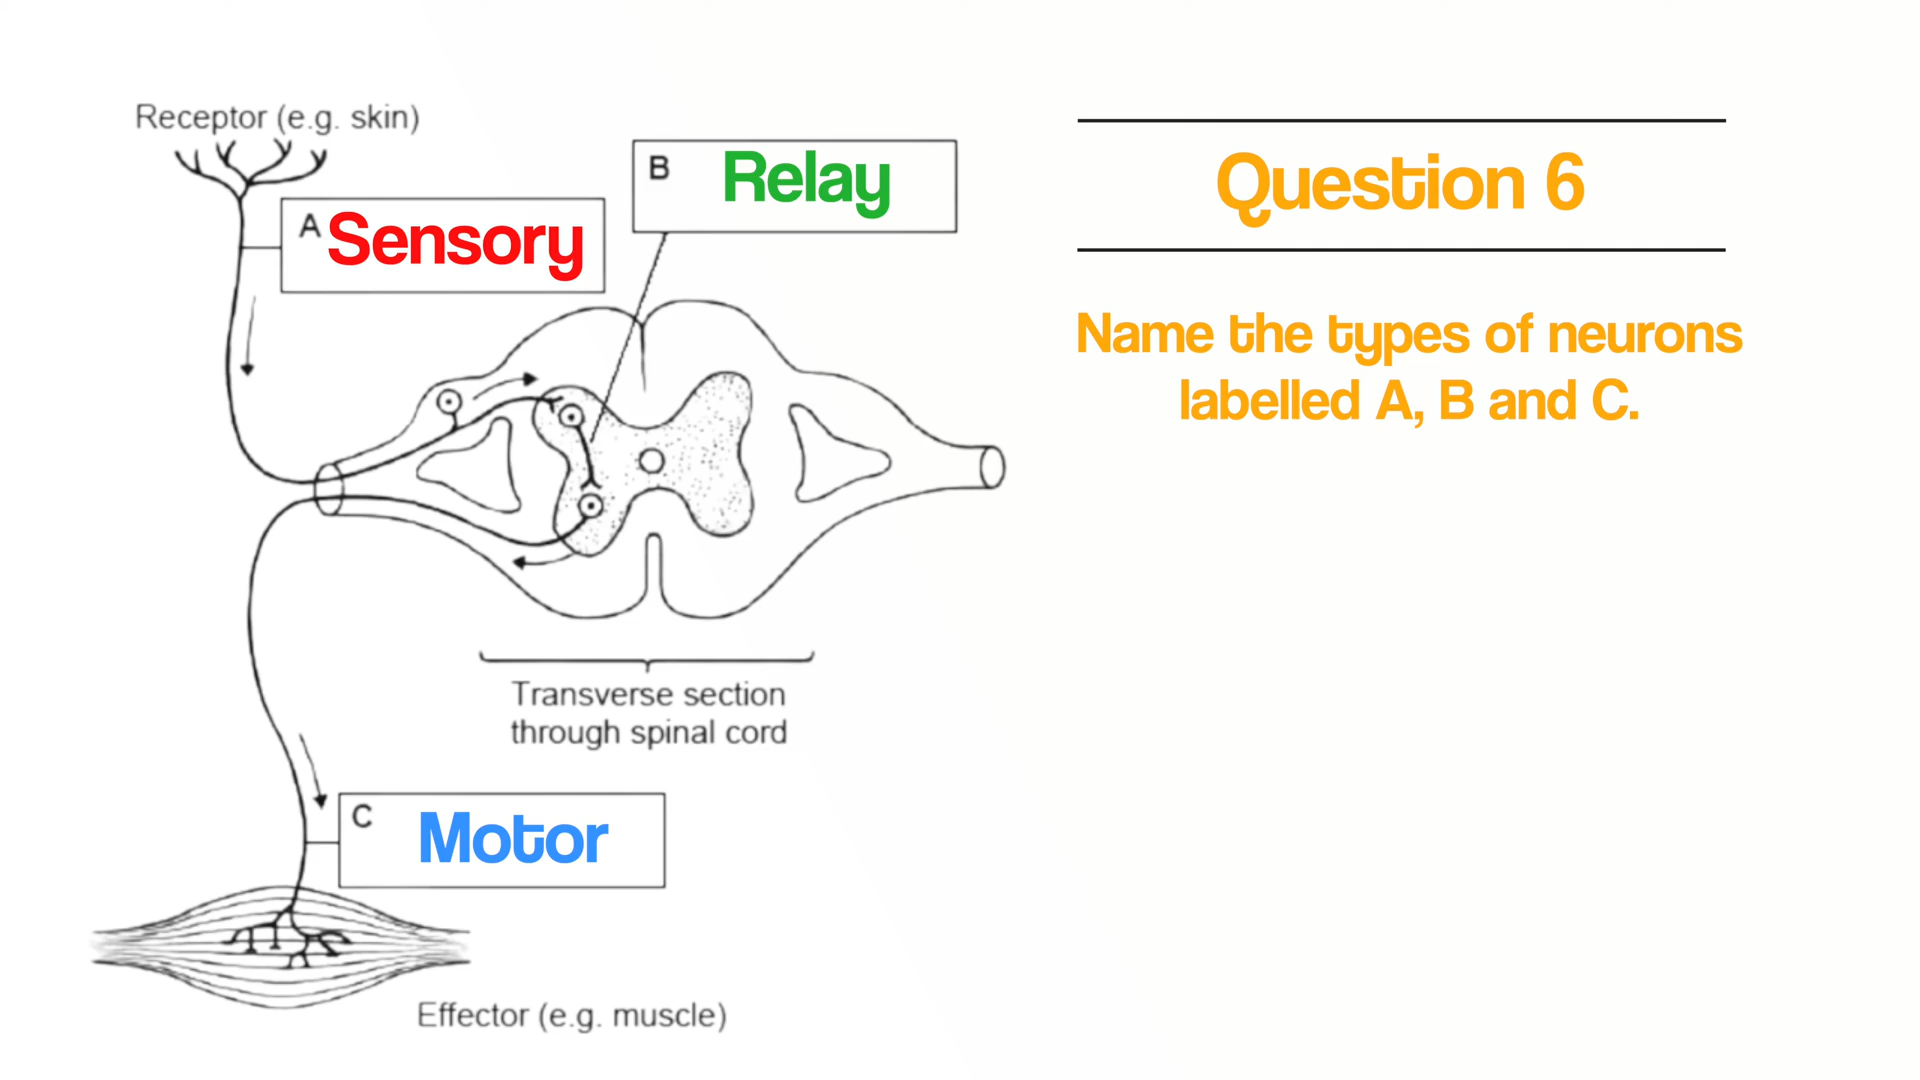 Receptor (e.g. skin)
A Sensory
B Relay
Transverse section
through spinal cord
C Motor
Effector (e.g. muscle)
Question 6
Name the types of neurons
labelled A, B and C.